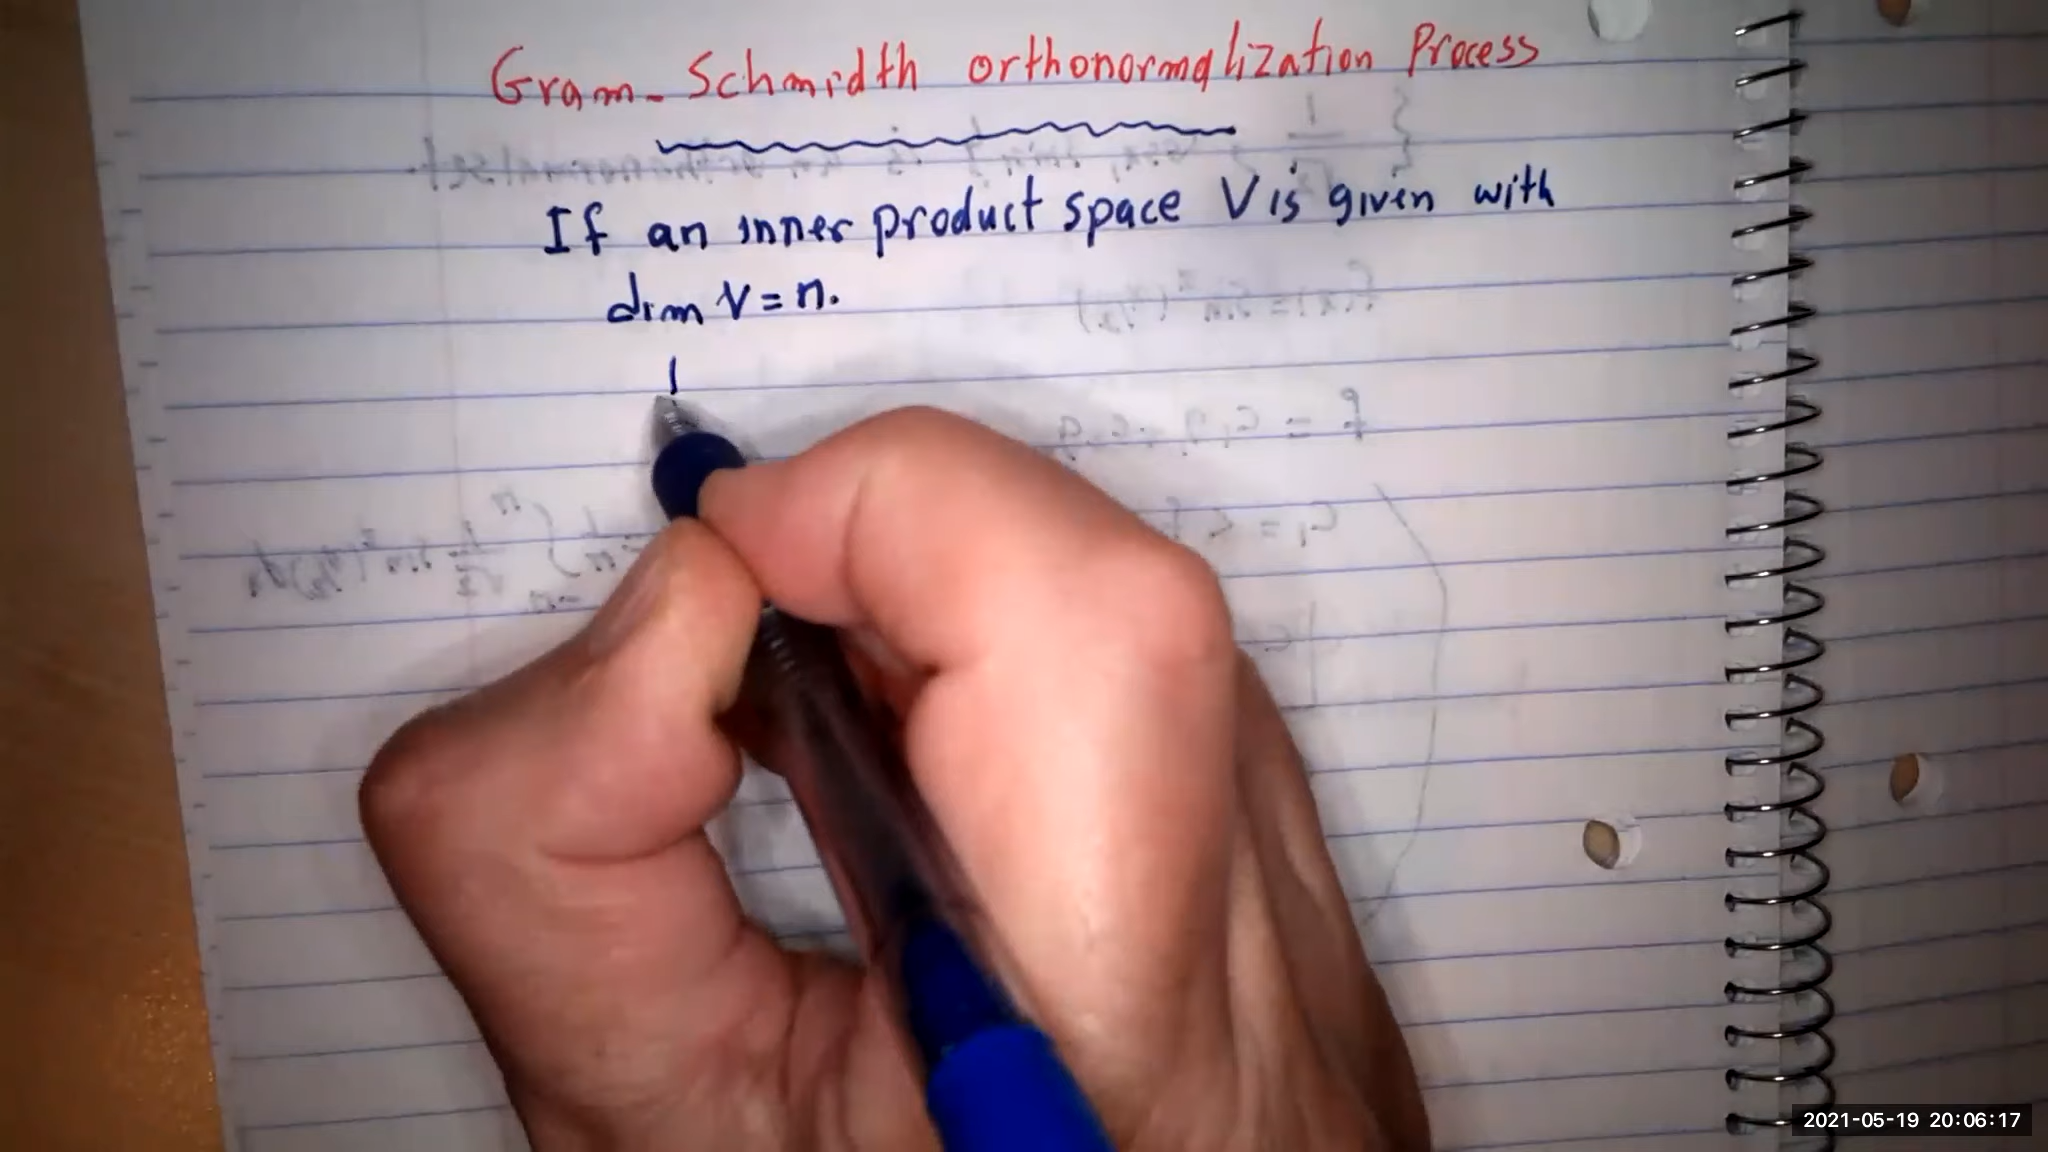 Gram-Schmidth orthonormalization Process
If an inner product space V is given with
dim V = n.
2021-05-19 20:06:17